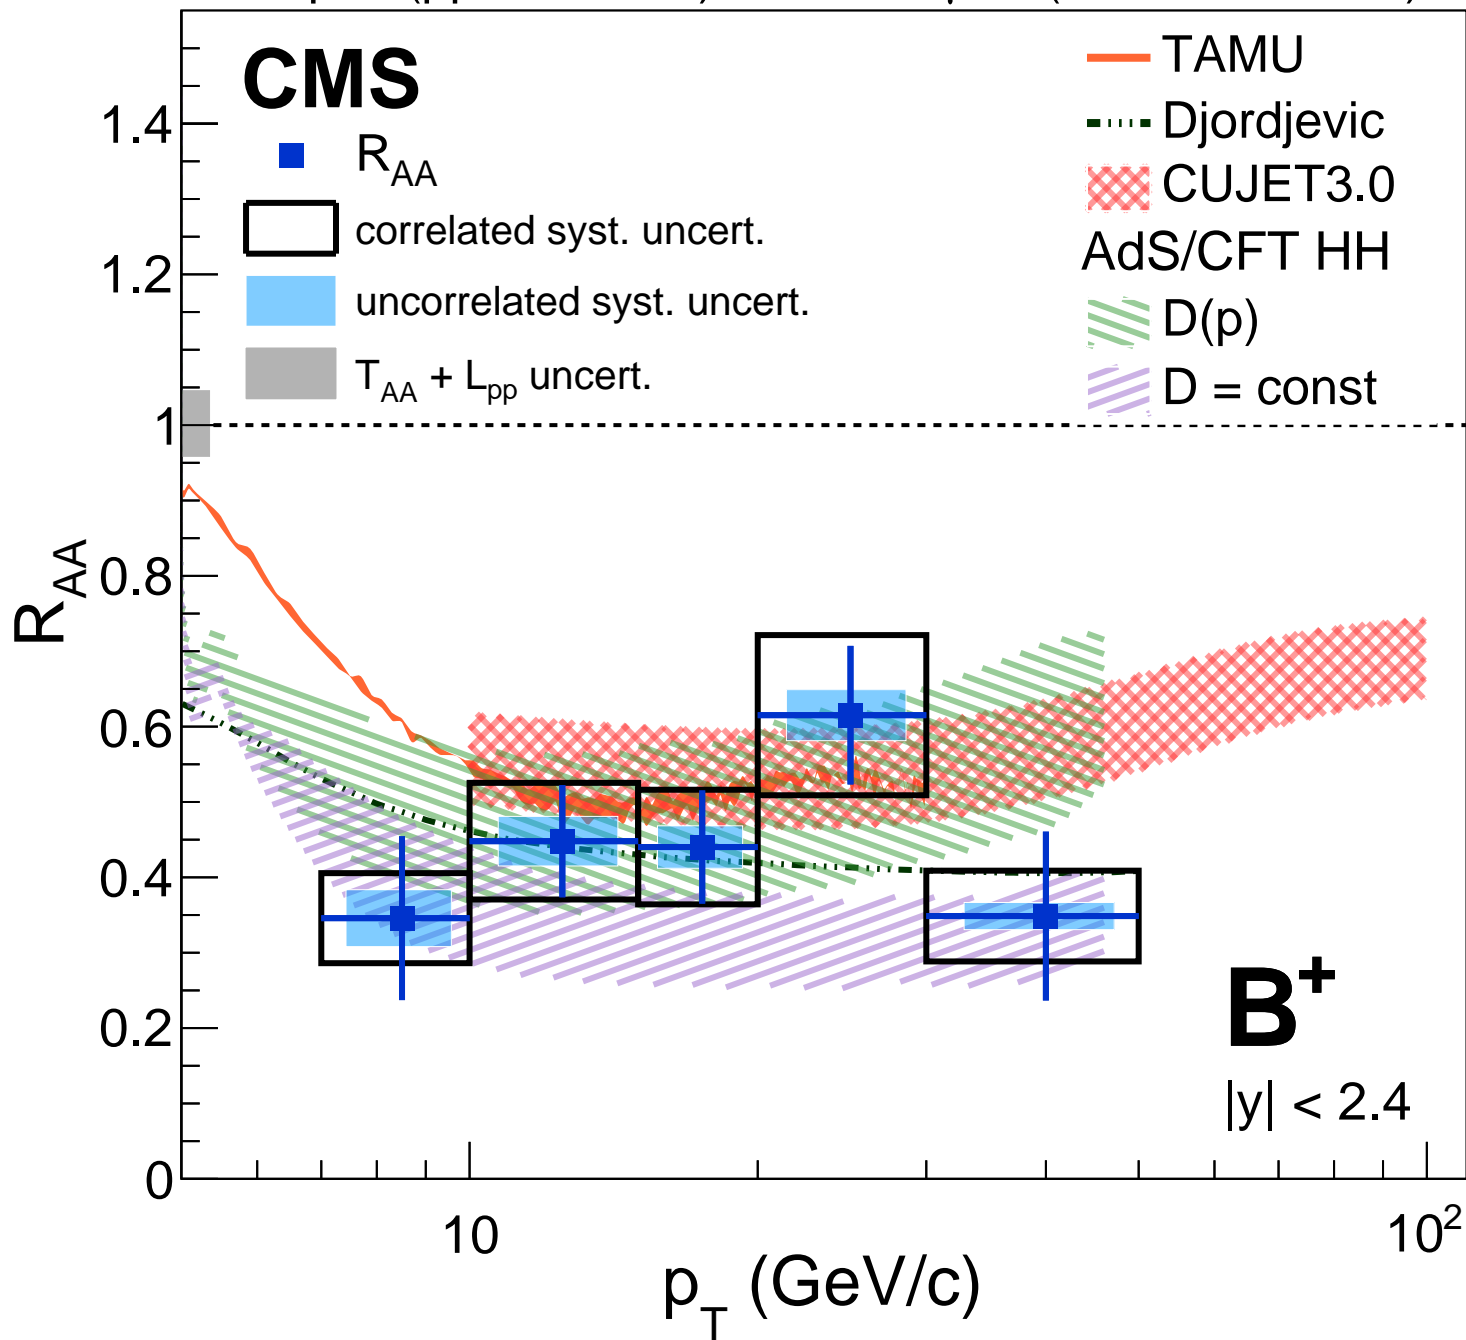 CMS
R_AA
correlated syst. uncert.
uncorrelated syst. uncert.
T_AA + L_pp uncert.
TAMU
Djordjevic
CUJET3.0
AdS/CFT HH
D(p)
D = const
1.4
1.2
1
0.8
0.6
0.4
0.2
0
R_AA
B⁺
|y| < 2.4
10
10²
p_T (GeV/c)